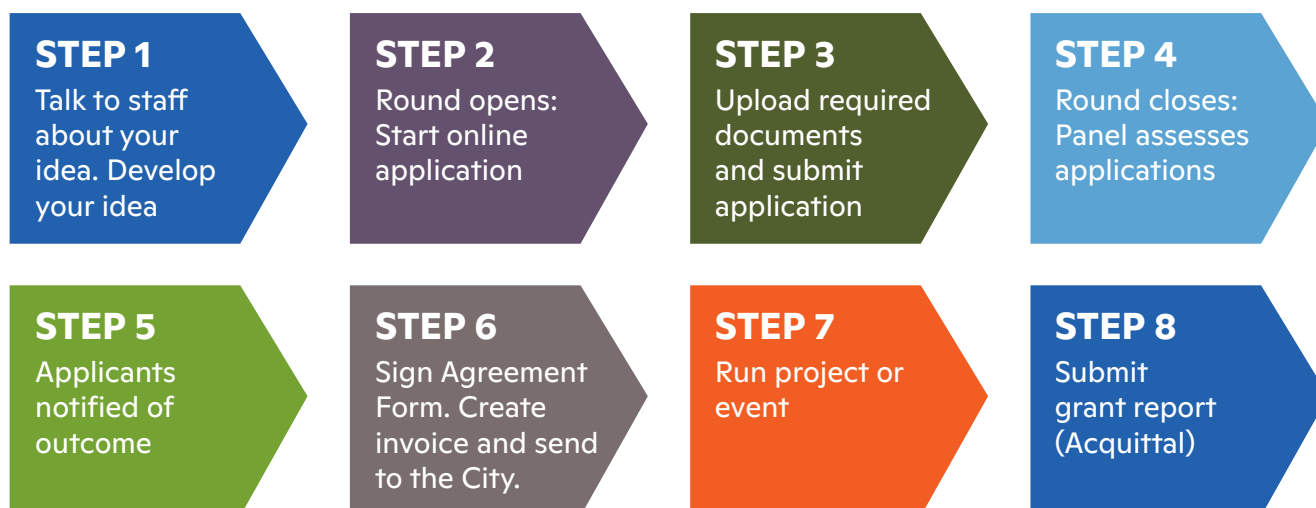 STEP 1
Talk to staff
about your
idea. Develop
your idea
STEP 2
Round opens:
Start online
application
STEP 3
Upload required
documents
and submit
application
STEP 4
Round closes:
Panel assesses
applications
STEP 5
Applicants
notified of
outcome
STEP 6
Sign Agreement
Form. Create
invoice and send
to the City.
STEP 7
Run project or
event
STEP 8
Submit
grant report
(Acquittal)